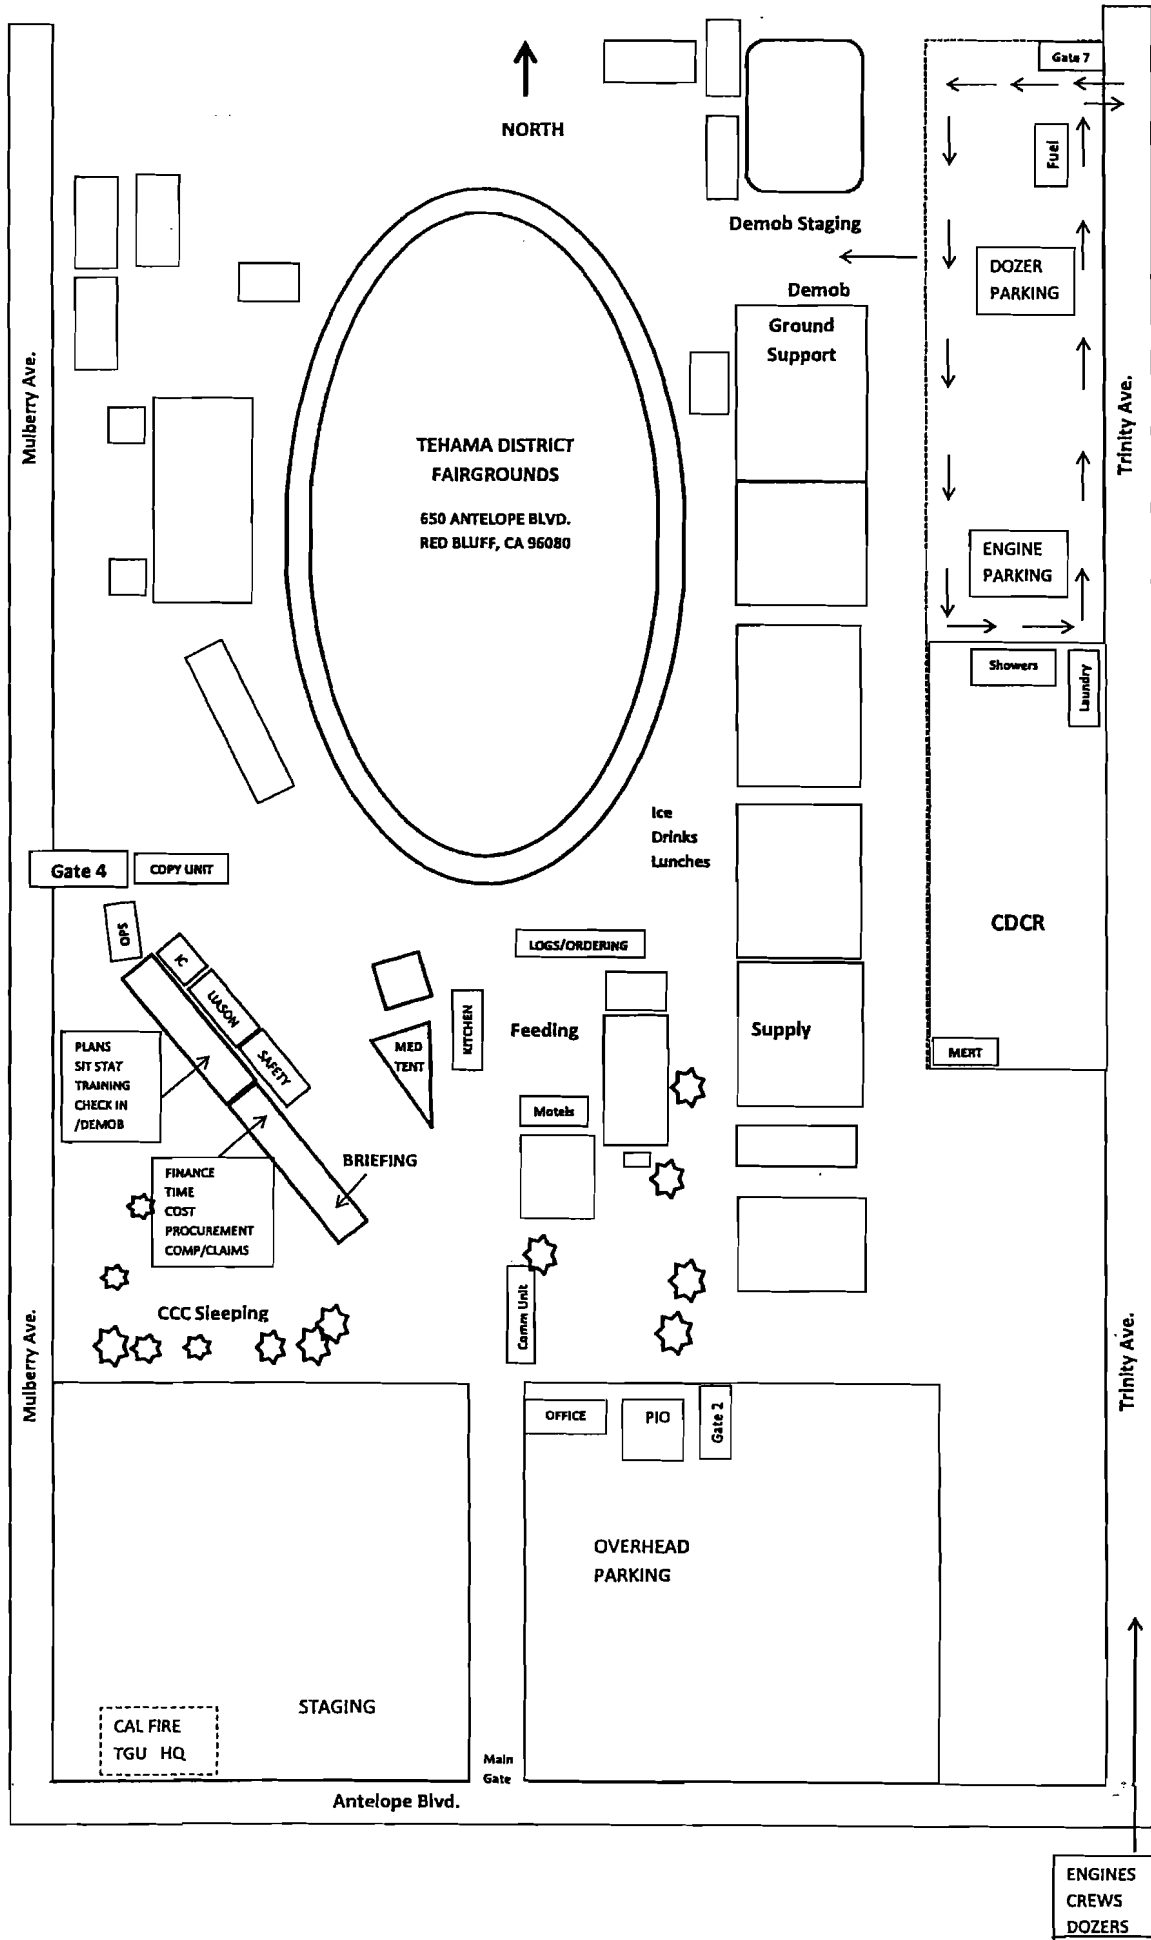 Gate 7
NORTH
Fuel
Demob Staging
DOZER
PARKING
Demob
Ground
Support
Mulberry Ave.
Trinity Ave.
TEHAMA DISTRICT
FAIRGROUNDS
650 ANTELOPE BLVD.
RED BLUFF, CA 96080
ENGINE
PARKING
Showers
Laundry
Ice
Drinks
Lunches
Gate 4
COPY UNIT
OPS
IC
LIASON
SAFETY
LOGS/ORDERING
CDCR
KITCHEN
Feeding
Supply
MED
TENT
MERT
PLANS
SIT STAT
TRAINING
CHECK IN
/DEMOB
Motels
BRIEFING
FINANCE
TIME
COST
PROCUREMENT
COMP/CLAIMS
CCC Sleeping
Comm Unit
Mulberry Ave.
Trinity Ave.
OFFICE
PIO
Gate 2
OVERHEAD
PARKING
STAGING
CAL FIRE
TGU HQ
Main
Gate
Antelope Blvd.
ENGINES
CREWS
DOZERS